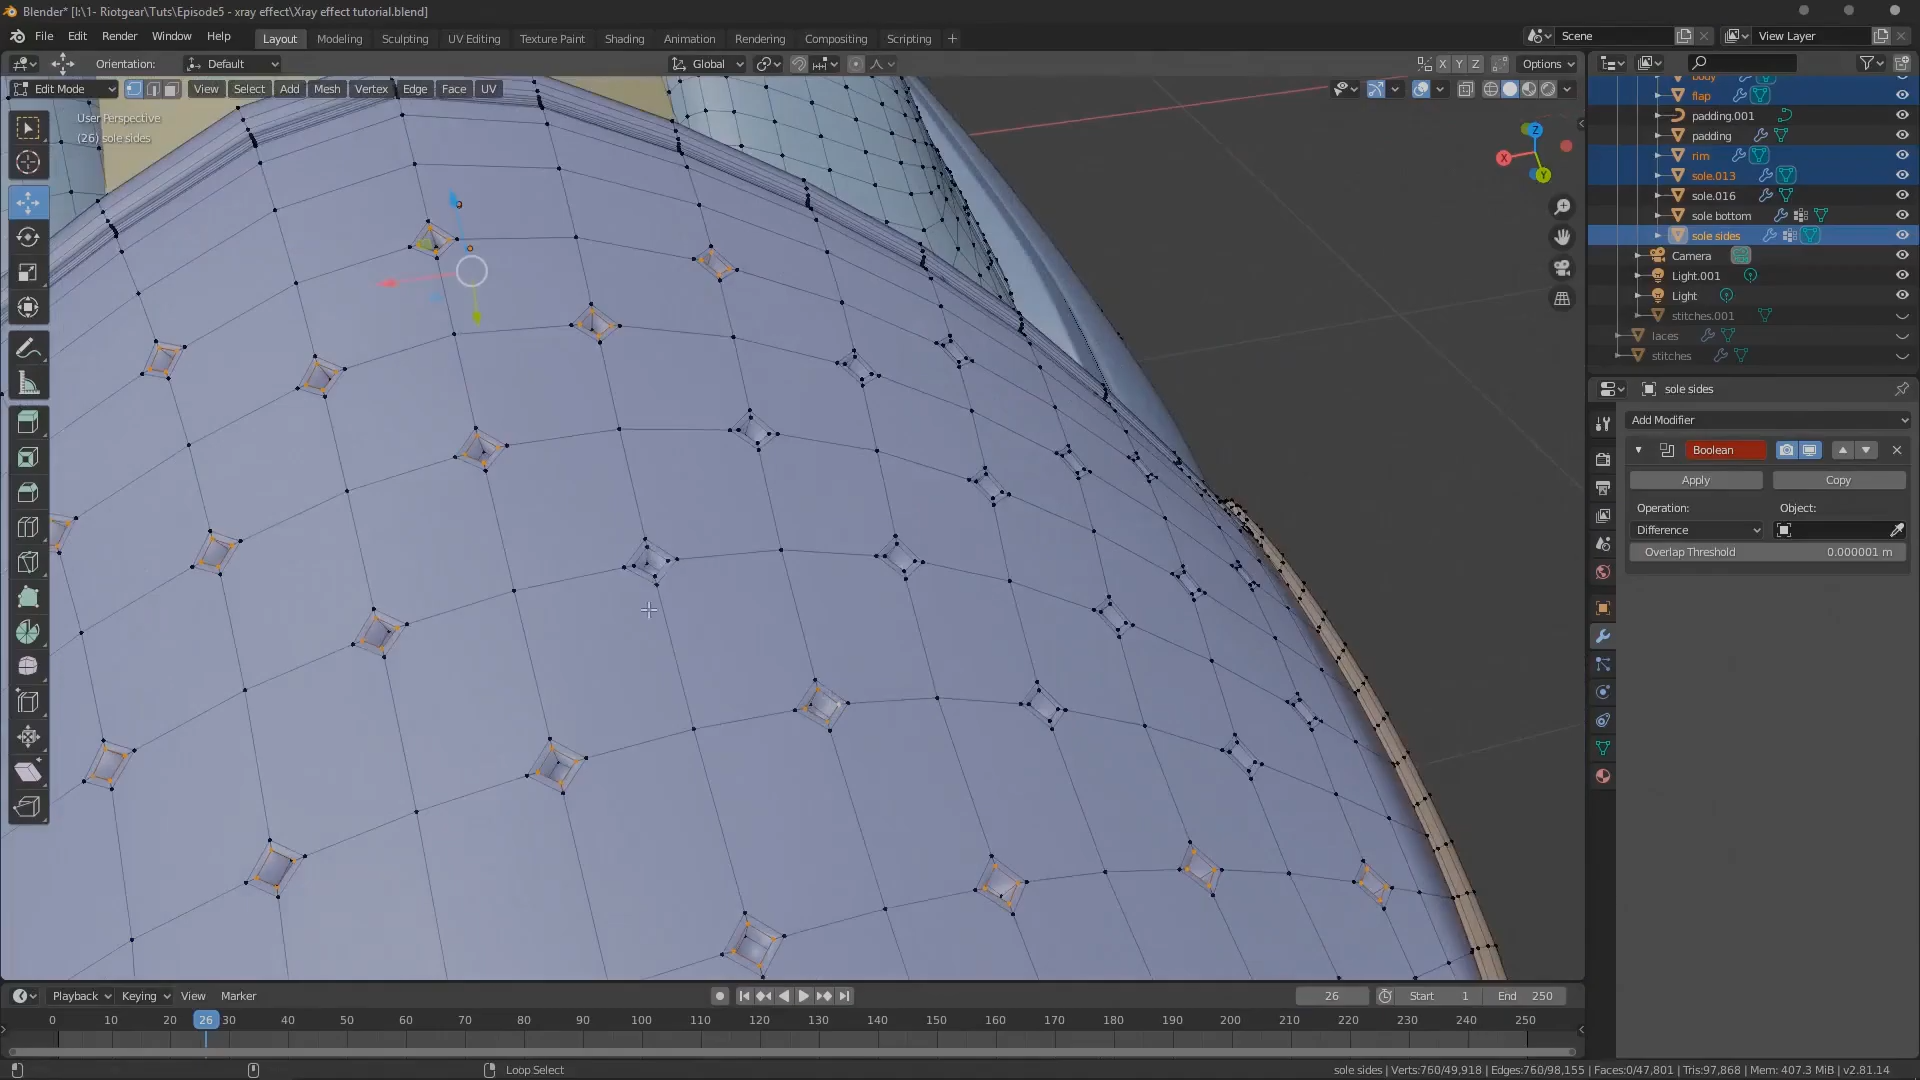 Blender* [I:\1- Riotgear\Tuts\Episode5 - xray effect\Xray effect tutorial.blend]
File Edit Render Window Help Layout Modeling Sculpting UV Editing Texture Paint Shading Animation Rendering Compositing Scripting + Scene View Layer
Orientation: Default Global X Y Z Options
Edit Mode View Select Add Mesh Vertex Edge Face UV
User Perspective
(26) sole sides
Z
X
Y
body
flap
padding.001
padding
rim
sole.013
sole.016
sole bottom
sole sides
Camera
Light.001
Light
stitches.001
laces
stitches
sole sides
Add Modifier
Boolean
Apply Copy
Operation: Object:
Difference
Overlap Threshold 0.000001 m
Playback Keying View Marker 26 Start 1 End 250
0 10 20 26 30 40 50 60 70 80 90 100 110 120 130 140 150 160 170 180 190 200 210 220 230 240 250
Loop Select
sole sides | Verts:760/49,918 | Edges:760/98,155 | Faces:0/47,801 | Tris:97,868 | Mem: 407.3 MiB | v2.81.14